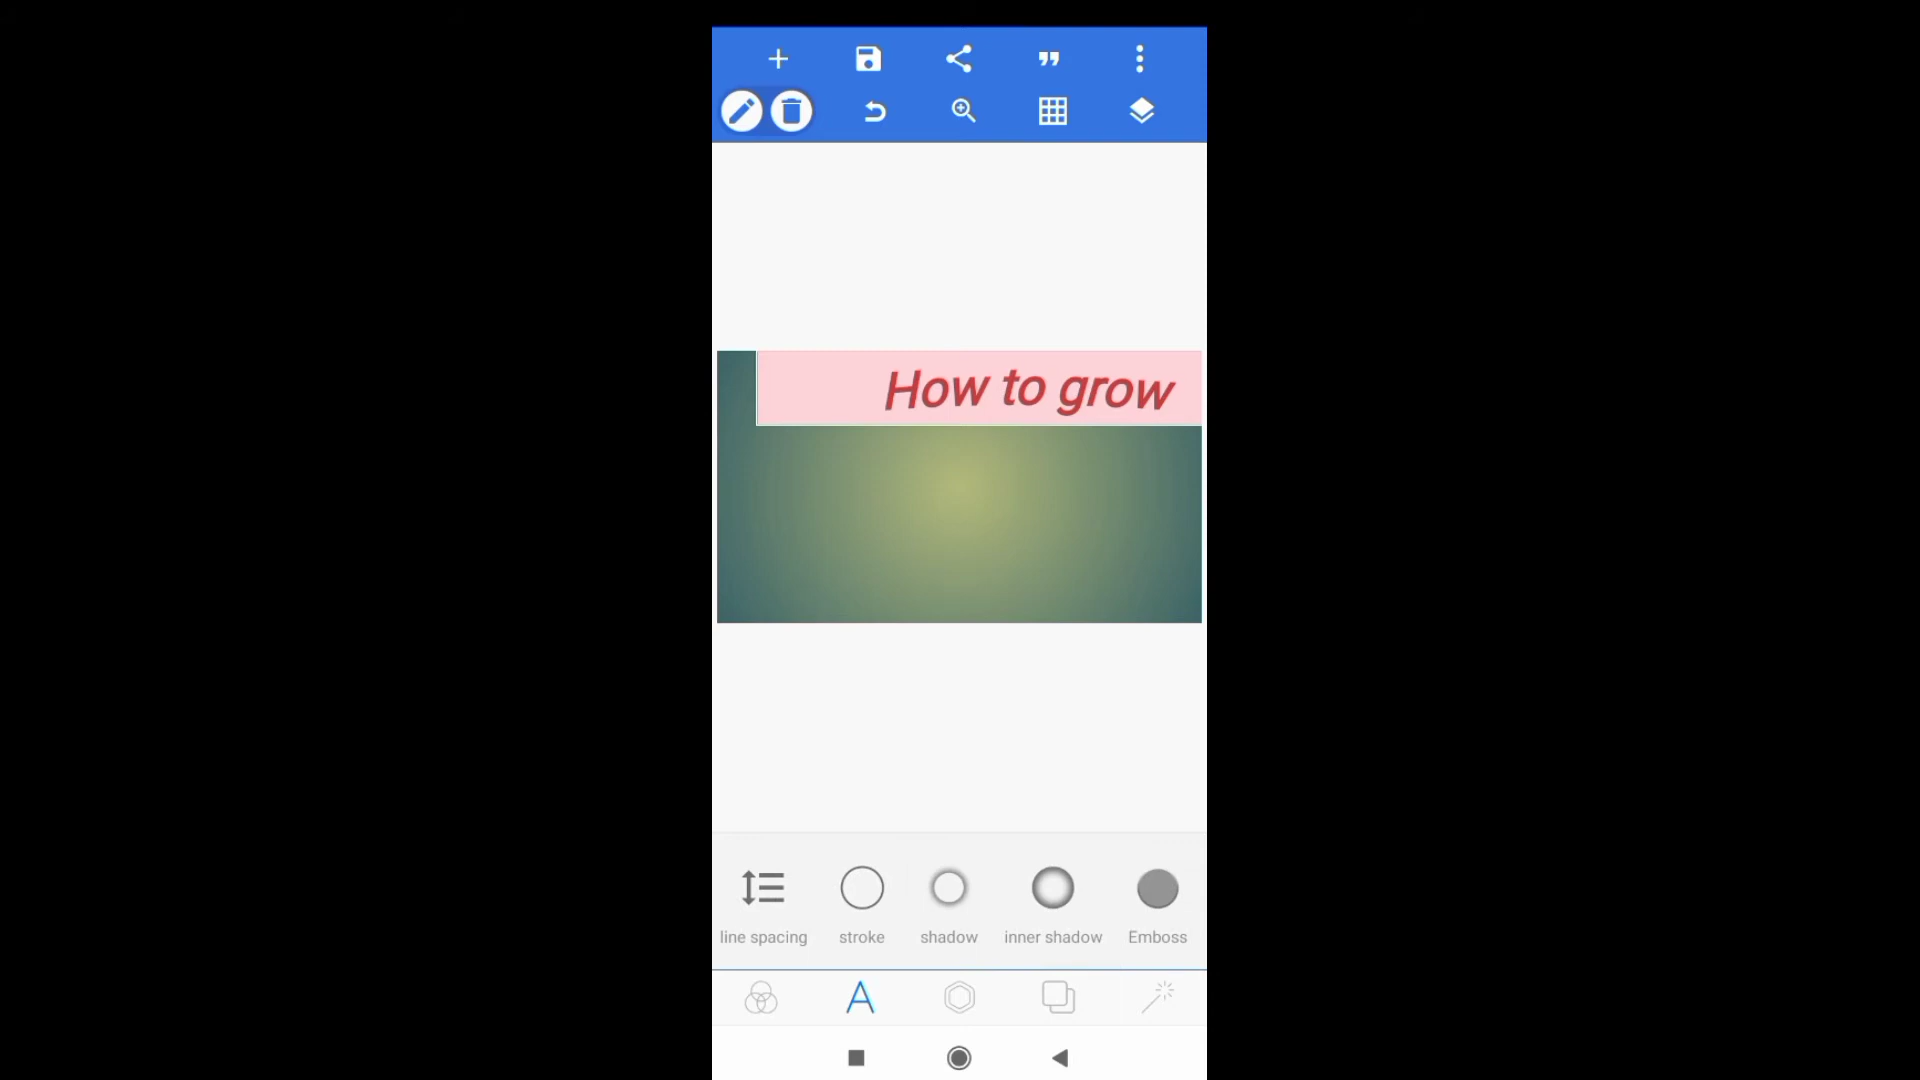 How to grow
line spacing
stroke
shadow
inner shadow
Emboss